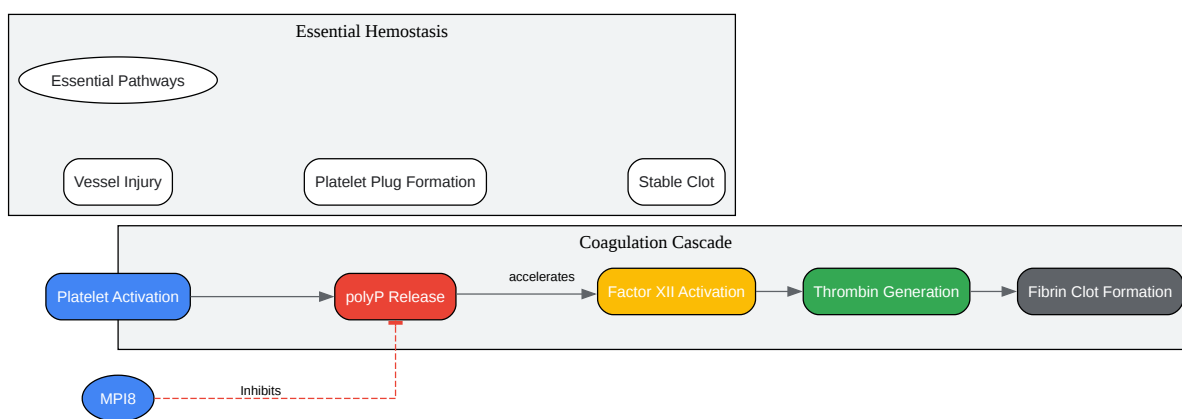 Essential Hemostasis
Essential Pathways
Vessel Injury
Platelet Plug Formation
Stable Clot
Coagulation Cascade
Platelet Activation
polyP Release
accelerates
Factor XII Activation
Thrombin Generation
Fibrin Clot Formation
MPI8
Inhibits